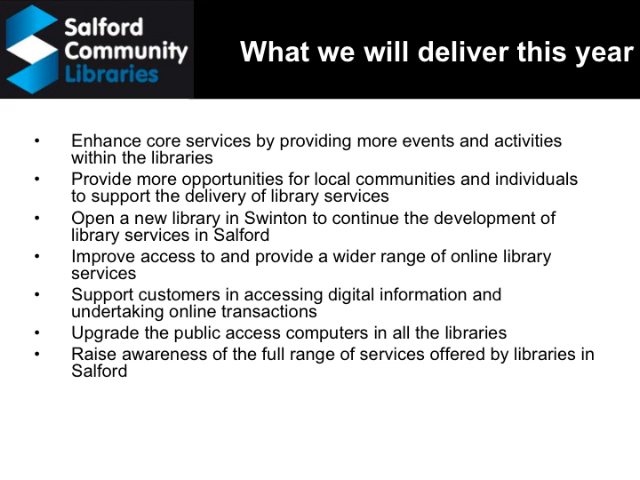 Salford
Community
Libraries
What we will deliver this year
• Enhance core services by providing more events and activities
within the libraries
• Provide more opportunities for local communities and individuals
to support the delivery of library services
• Open a new library in Swinton to continue the development of
library services in Salford
• Improve access to and provide a wider range of online library
services
• Support customers in accessing digital information and
undertaking online transactions
• Upgrade the public access computers in all the libraries
• Raise awareness of the full range of services offered by libraries in
Salford